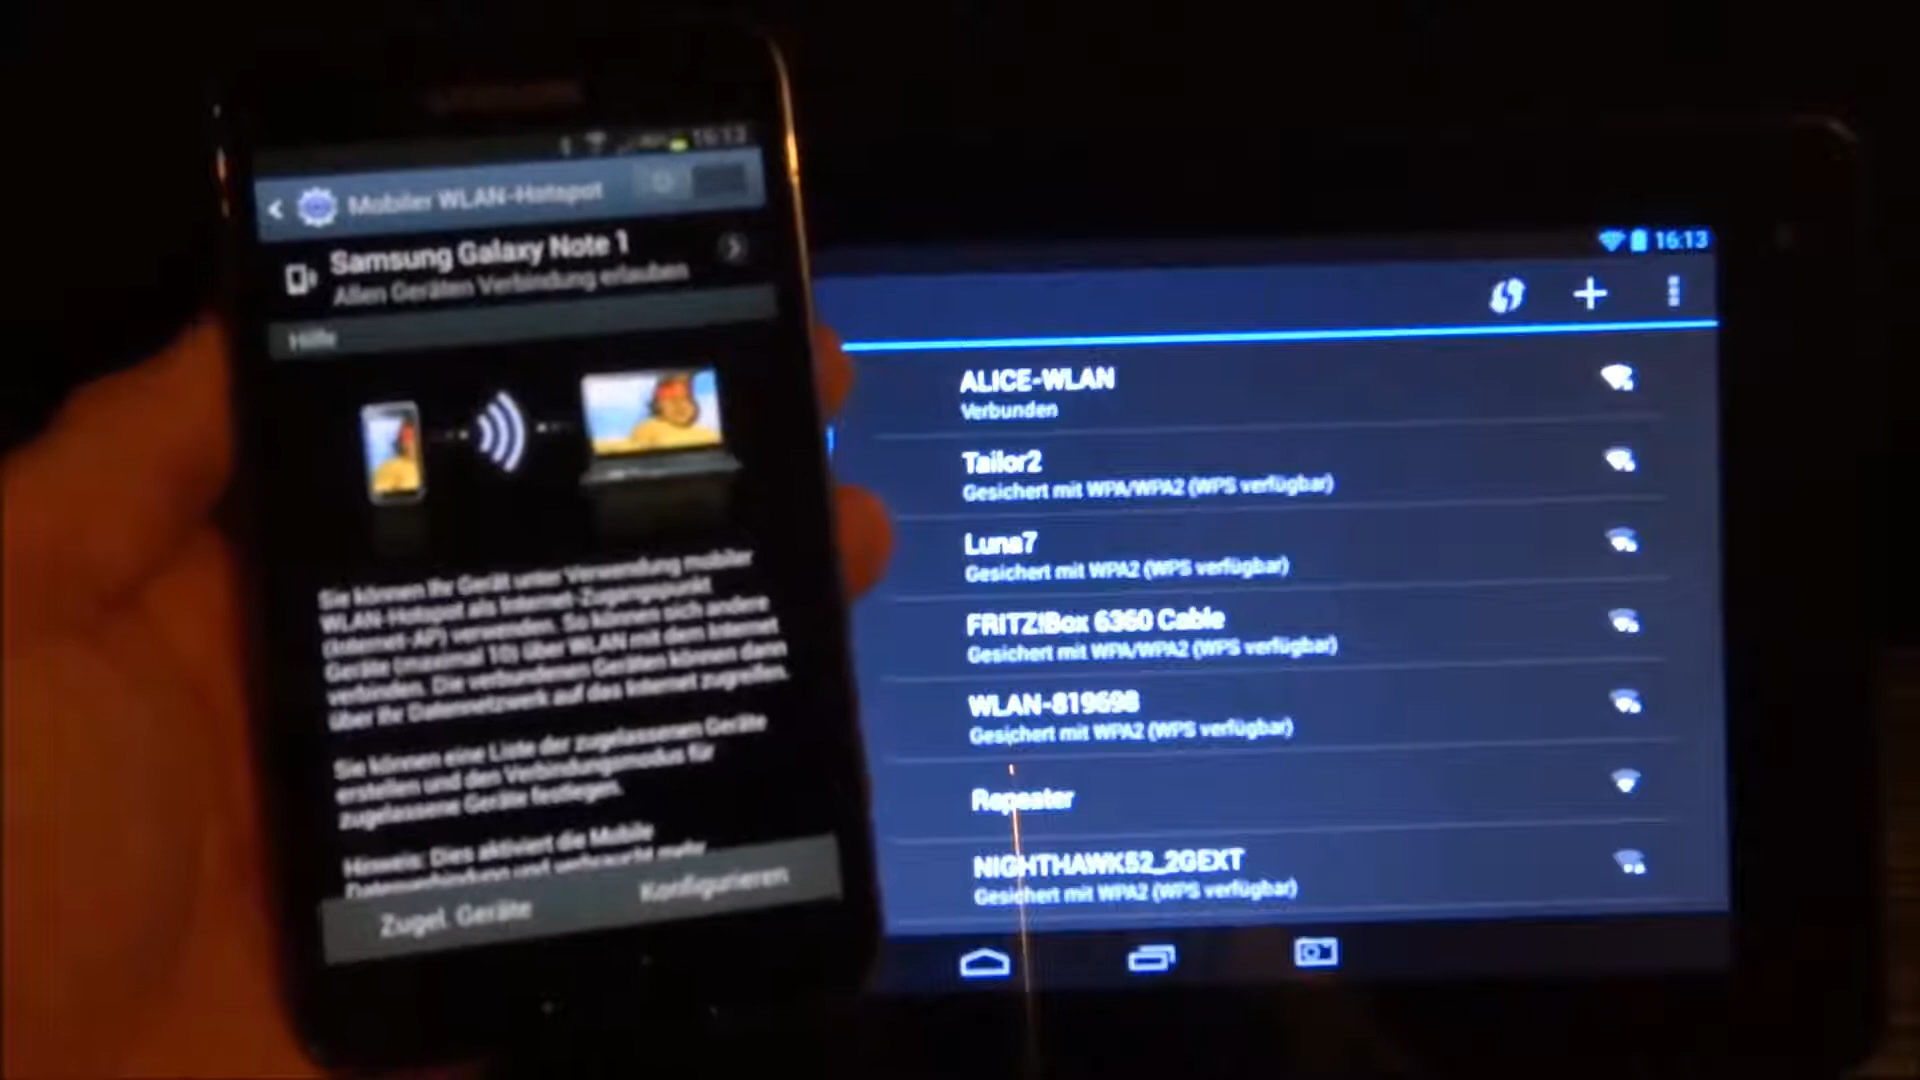 16:13
Mobiler WLAN-Hotspot
Samsung Galaxy Note 1
Allen Geräten Verbindung erlauben
Hilfe
Sie können Ihr Gerät unter Verwendung mobiler
WLAN-Hotspot als Internet-Zugangspunkt
(Internet-AP) verwenden. So können sich andere
Geräte (maximal 10) über WLAN mit dem Internet
verbinden. Die verbundenen Geräten können dann
über Ihr Datennetzwerk auf das Internet zugreifen.
Sie können eine Liste der zugelassenen Geräte
erstellen und den Verbindungsmodus für
zugelassene Geräte festlegen.
Hinweis: Dies aktiviert die Mobile
Datenverbindung und verbraucht mehr
Zugel. Geräte
Konfigurieren
16:13
ALICE-WLAN
Verbunden
Tailor2
Gesichert mit WPA/WPA2 (WPS verfügbar)
Luna7
Gesichert mit WPA2 (WPS verfügbar)
FRITZ!Box 6360 Cable
Gesichert mit WPA/WPA2 (WPS verfügbar)
WLAN-819698
Gesichert mit WPA2 (WPS verfügbar)
Repeater
NIGHTHAWK52_2GEXT
Gesichert mit WPA2 (WPS verfügbar)